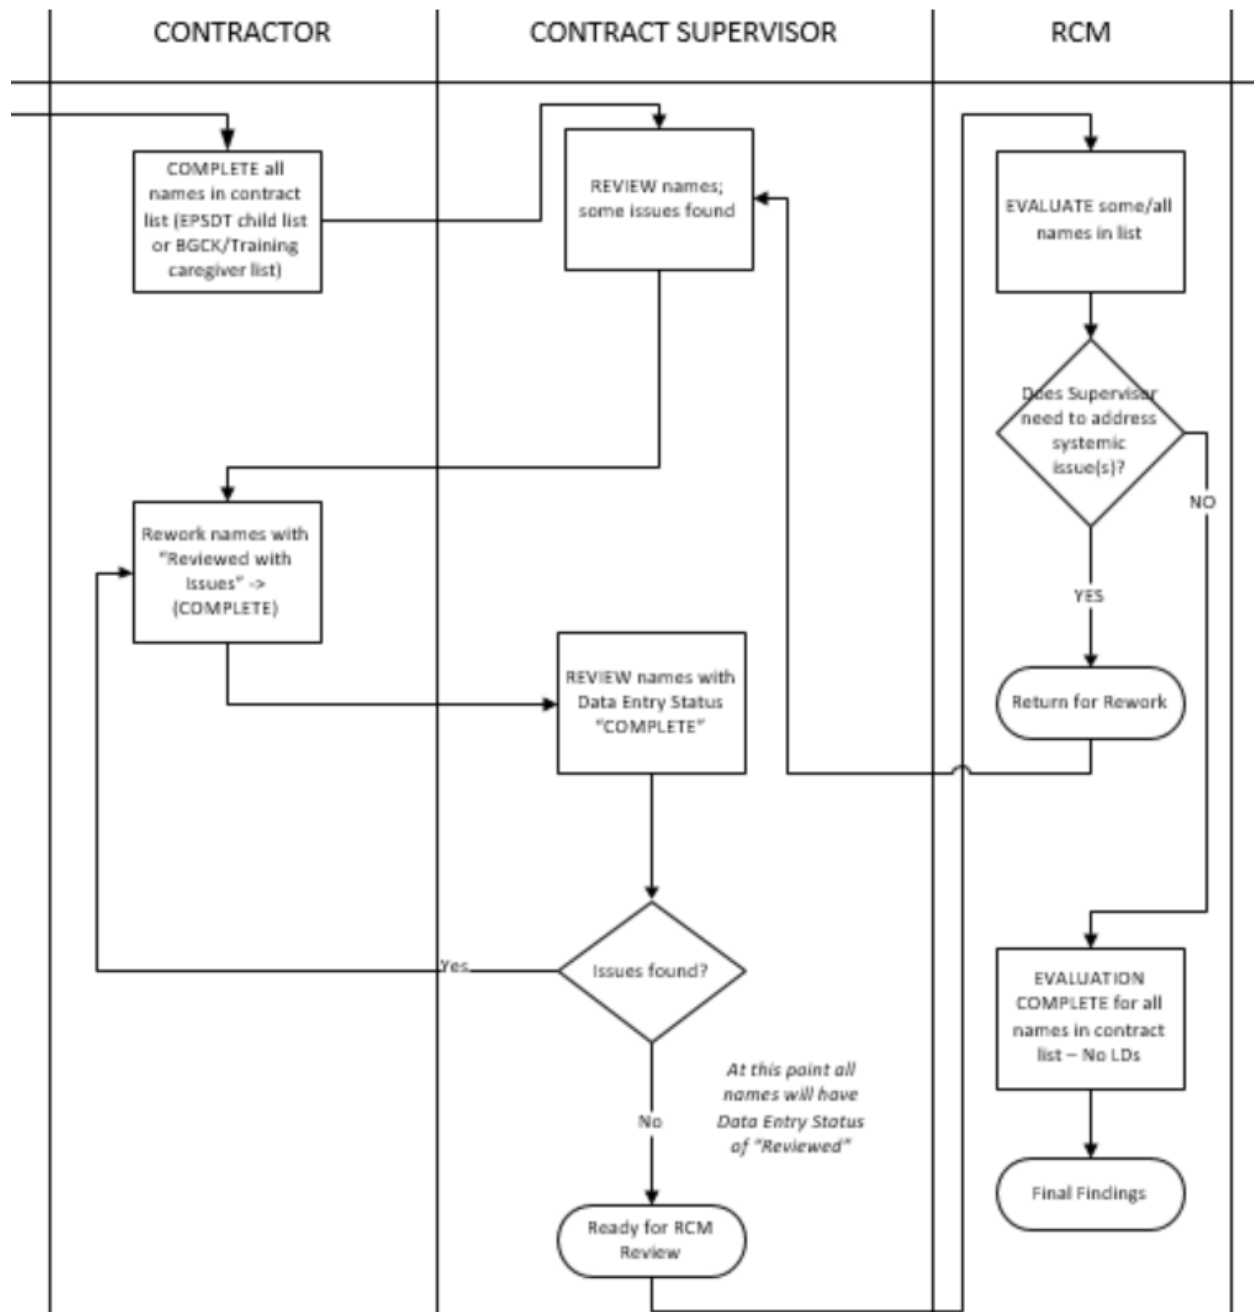 CONTRACTOR
CONTRACT SUPERVISOR
RCM
COMPLETE all
names in contract
list (EPSDT child list
or BGCK/Training
caregiver list)
REVIEW names;
some issues found
EVALUATE some/all
names in list
Does Supervisor
need to address
systemic
issue(s)?
NO
YES
Rework names with
"Reviewed with
Issues" ->
(COMPLETE)
REVIEW names with
Data Entry Status
"COMPLETE"
Return for Rework
Yes
Issues found?
EVALUATION
COMPLETE for all
names in contract
list – No LDs
At this point all
names will have
Data Entry Status
of "Reviewed"
No
Ready for RCM
Review
Final Findings